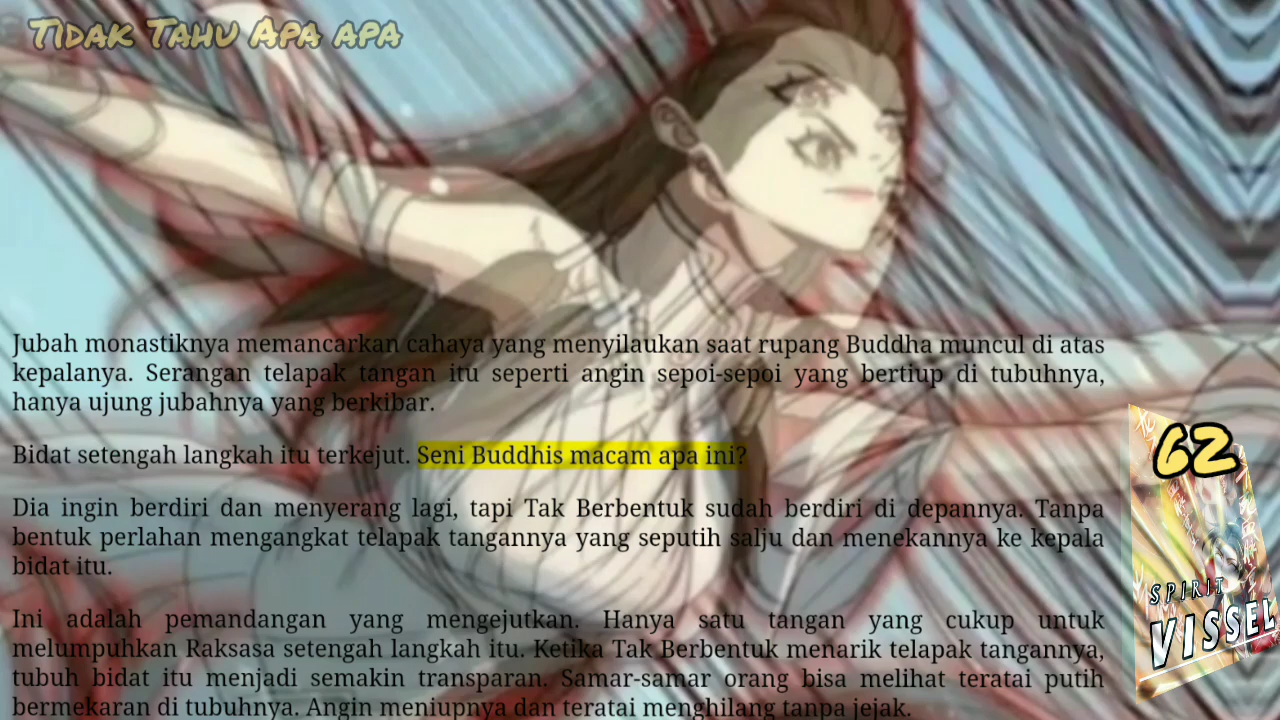 Tidak Tahu Apa apa
Jubah monastiknya memancarkan cahaya yang menyilaukan saat rupang Buddha muncul di atas
kepalanya. Serangan telapak tangan itu seperti angin sepoi-sepoi yang bertiup di tubuhnya,
hanya ujung jubahnya yang berkibar.
Bidat setengah langkah itu terkejut. Seni Buddhis macam apa ini?
Dia ingin berdiri dan menyerang lagi, tapi Tak Berbentuk sudah berdiri di depannya. Tanpa
bentuk perlahan mengangkat telapak tangannya yang seputih salju dan menekannya ke kepala
bidat itu.
Ini adalah pemandangan yang mengejutkan. Hanya satu tangan yang cukup untuk
melumpuhkan Raksasa setengah langkah itu. Ketika Tak Berbentuk menarik telapak tangannya,
tubuh bidat itu menjadi semakin transparan. Samar-samar orang bisa melihat teratai putih
bermekaran di tubuhnya. Angin meniupnya dan teratai menghilang tanpa jejak.
62
SPIRIT
VISSEL